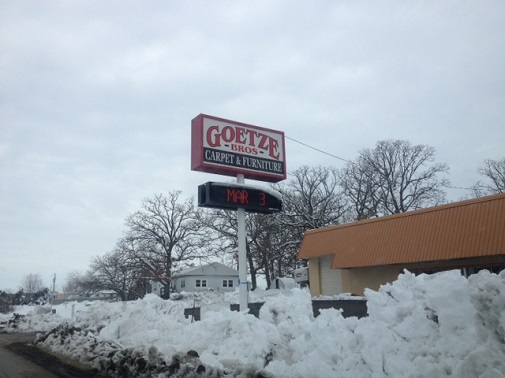 GOETZE
- BROS -
CARPET & FURNITURE
MAR 3